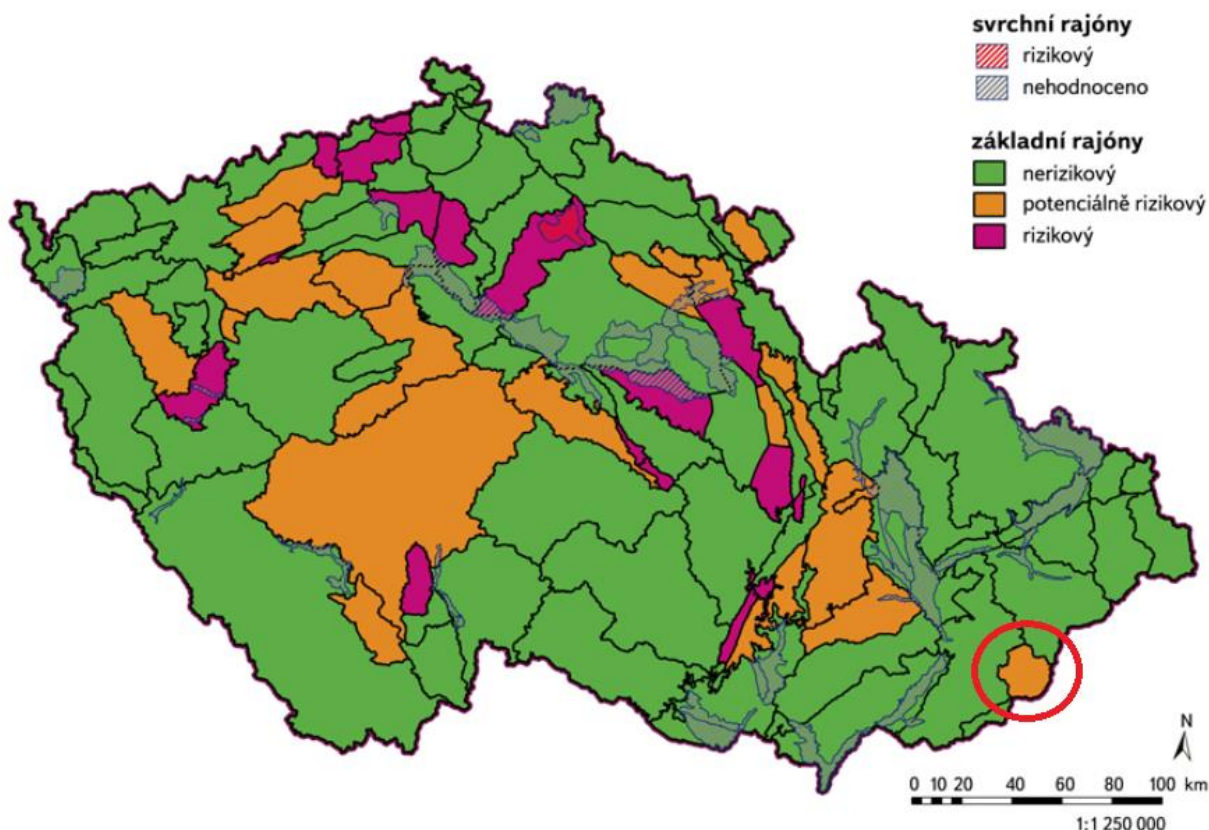 svrchní rajóny
rizikový
nehodnoceno
základní rajóny
nerizikový
potenciálně rizikový
rizikový
N
0 10 20 40 60 80 100 km
1:1 250 000